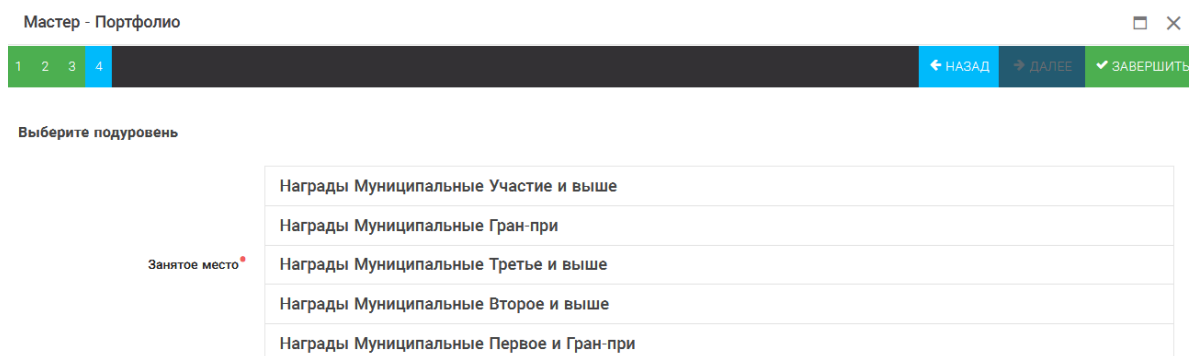 Мастер - Портфолио
1 2 3 4 НАЗАД ДАЛЕЕ ЗАВЕРШИТЬ
Выберите подуровень
Награды Муниципальные Участие и выше
Награды Муниципальные Гран-при
Занятое место
Награды Муниципальные Третье и выше
Награды Муниципальные Второе и выше
Награды Муниципальные Первое и Гран-при